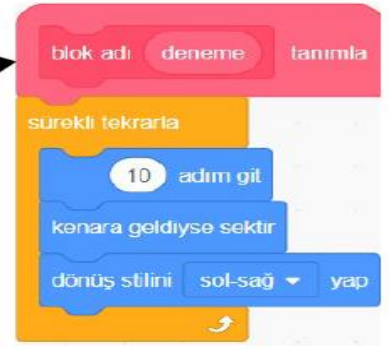 blok adı deneme tanımla
sürekli tekrarla
10 adım git
kenara geldiyse sektir
dönüş stilini sol-sağ yap